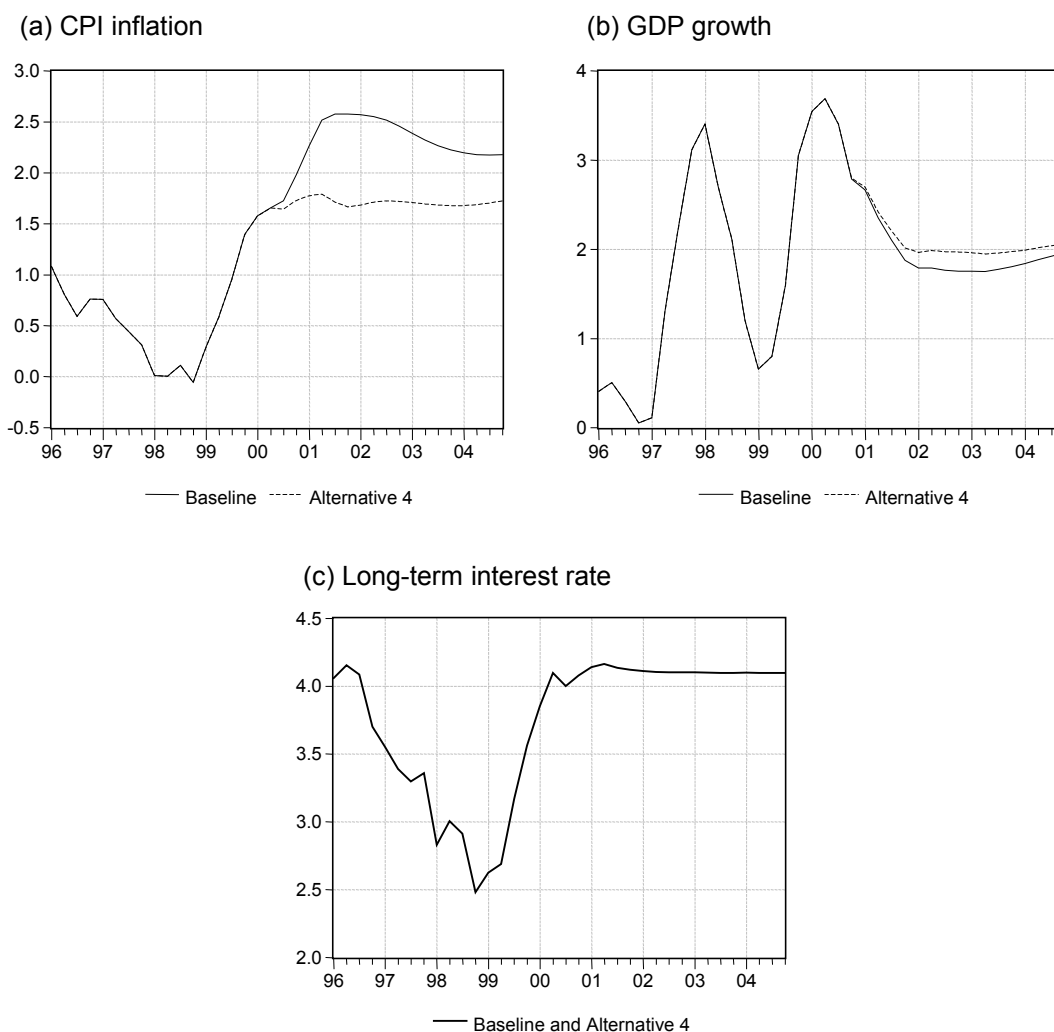 (a) CPI inflation
3.0
2.5
2.0
1.5
1.0
0.5
0.0
-0.5
96 97 98 99 00 01 02 03 04
Baseline Alternative 4
(b) GDP growth
4
3
2
1
0
96 97 98 99 00 01 02 03 04
Baseline Alternative 4
(c) Long-term interest rate
4.5
4.0
3.5
3.0
2.5
2.0
96 97 98 99 00 01 02 03 04
Baseline and Alternative 4